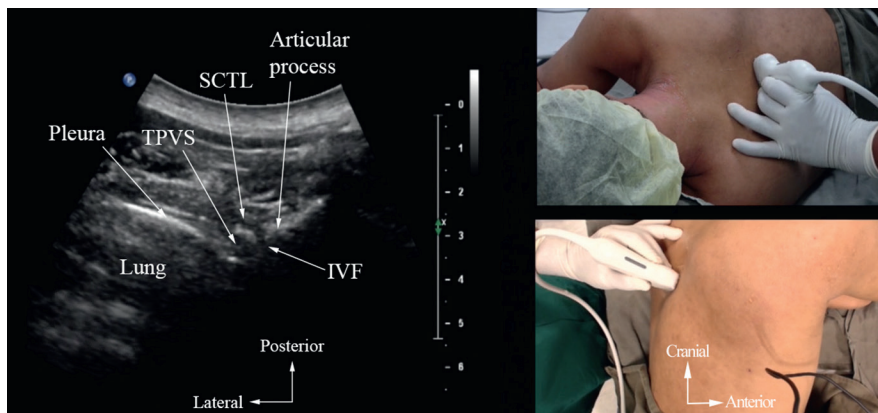 Articular
process
SCTL
Pleura
TPVS
Lung
IVF
Posterior
Lateral
0
1
2
x
3
4
5
6
Cranial
Anterior